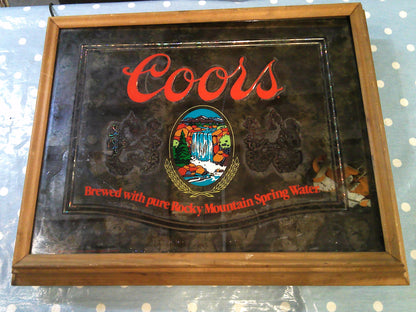 Coors
Brewed with pure Rocky Mountain Spring Water